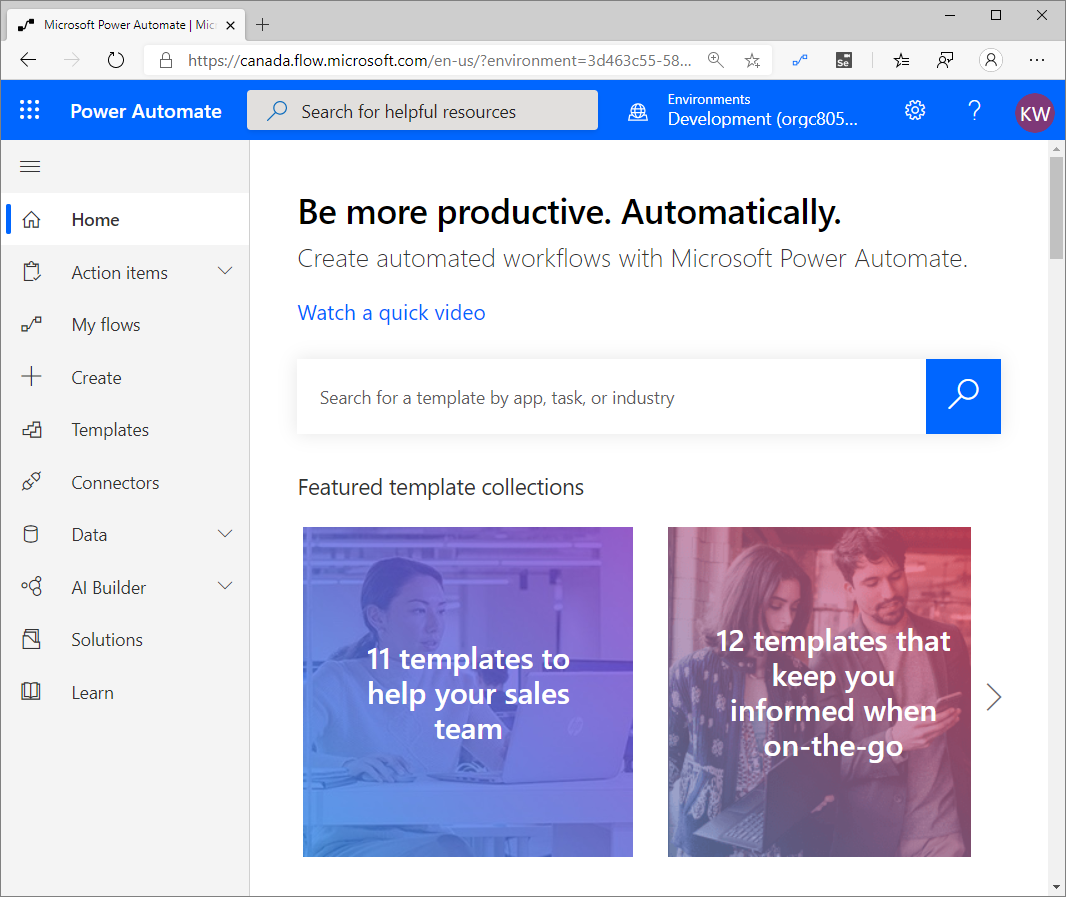 Microsoft Power Automate | Mic
https://canada.flow.microsoft.com/en-us/?environment=3d463c55-58...
Se
Power Automate
Search for helpful resources
Environments
Development (orgc805...
?
KW
Home
Action items
My flows
Create
Templates
Connectors
Data
AI Builder
Solutions
Learn
Be more productive. Automatically.
Create automated workflows with Microsoft Power Automate.
Watch a quick video
Search for a template by app, task, or industry
Featured template collections
11 templates to
help your sales
team
12 templates that
keep you
informed when
on-the-go